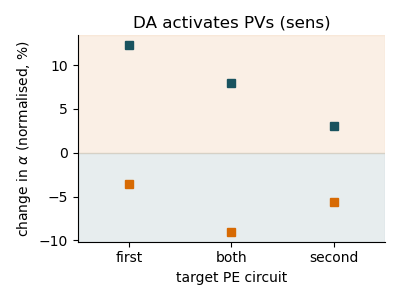 DA activates PVs (sens)
change in α (normalised, %)
10
5
0
−5
−10
first
both
second
target PE circuit